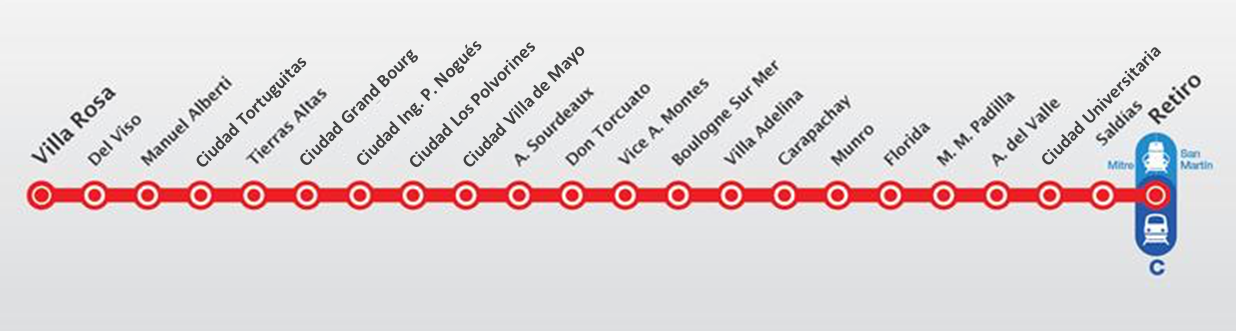 Villa Rosa
Del Viso
Manuel Alberti
Ciudad Tortuguitas
Tierras Altas
Ciudad Grand Bourg
Ciudad Ing. P. Nogués
Ciudad Los Polvorines
Ciudad Villa de Mayo
A. Sourdeaux
Don Torcuato
Vice A. Montes
Boulogne Sur Mer
Villa Adelina
Carapachay
Munro
Florida
M. M. Padilla
A. del Valle
Ciudad Universitaria
Saldías
Retiro
Mitre
San
Martín
C